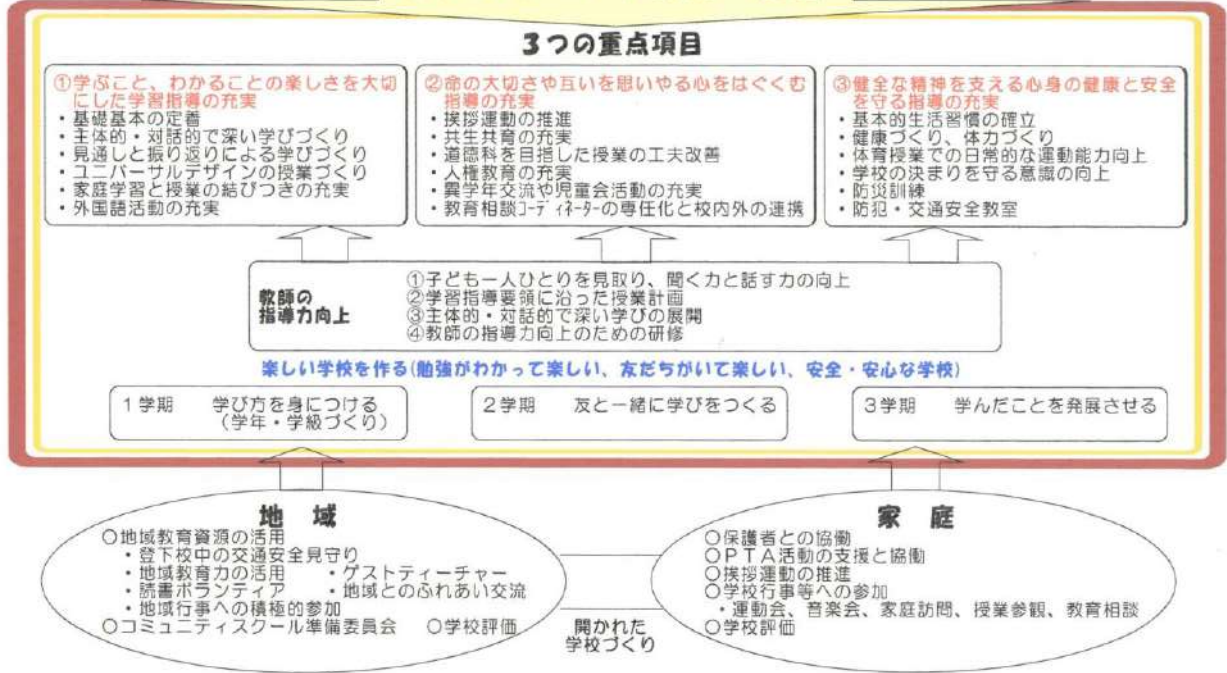 3つの重点項目
①学ぶこと、わかることの楽しさを大切
にした学習指導の充実
・基礎基本の定着
・主体的・対話的で深い学びづくり
・見通しと振り返りによる学びづくり
・ユニバーサルデザインの授業づくり
・家庭学習と授業の結びつきの充実
・外国語活動の充実
②命の大切さや互いを思いやる心をはぐくむ
指導の充実
・挨拶運動の推進
・共生共育の充実
・道徳科を目指した授業の工夫改善
・人権教育の充実
・異学年交流や児童会活動の充実
・教育相談コーディネーターの専任化と校内外の連携
③健全な精神を支える心身の健康と安全
を守る指導の充実
・基本的生活習慣の確立
・健康づくり、体力づくり
・体育授業での日常的な運動能力向上
・学校の決まりを守る意識の向上
・防災訓練
・防犯・交通安全教室
教師の
指導力向上
①子ども一人ひとりを見取り、聞く力と話す力の向上
②学習指導要領に沿った授業計画
③主体的・対話的で深い学びの展開
④教師の指導力向上のための研修
楽しい学校を作る(勉強がわかって楽しい、友だちがいて楽しい、安全・安心な学校)
1学期 学び方を身につける
(学年・学級づくり)
2学期 友と一緒に学びをつくる
3学期 学んだことを発展させる
地 域
○地域教育資源の活用
・登下校中の交通安全見守り
・地域教育力の活用 ・ゲストティーチャー
・読書ボランティア ・地域とのふれあい交流
・地域行事への積極的参加
○コミュニティスクール準備委員会 ○学校評価
開かれた
学校づくり
家 庭
○保護者との協働
○PTA活動の支援と協働
○挨拶運動の推進
○学校行事等への参加
・運動会、音楽会、家庭訪問、授業参観、教育相談
○学校評価